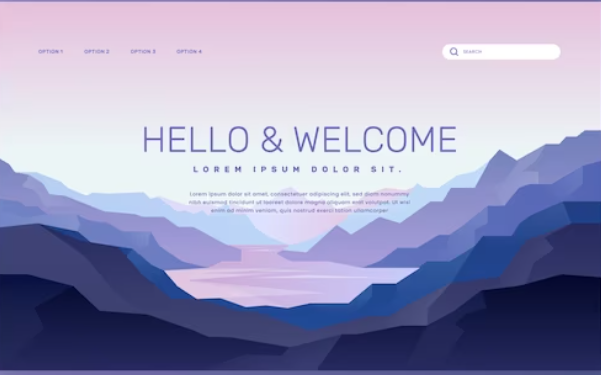 OPTION 1
OPTION 2
OPTION 3
OPTION 4
SEARCH
HELLO & WELCOME
LOREM IPSUM DOLOR SIT.
Lorem ipsum dolor sit amet, consectetuer adipiscing elit, sed diam nonummy
nibh euismod tincidunt ut laoreet dolore magna aliquam erat volutpat. Ut wisi
enim ad minim veniam, quis nostrud exerci tation ullamcorper